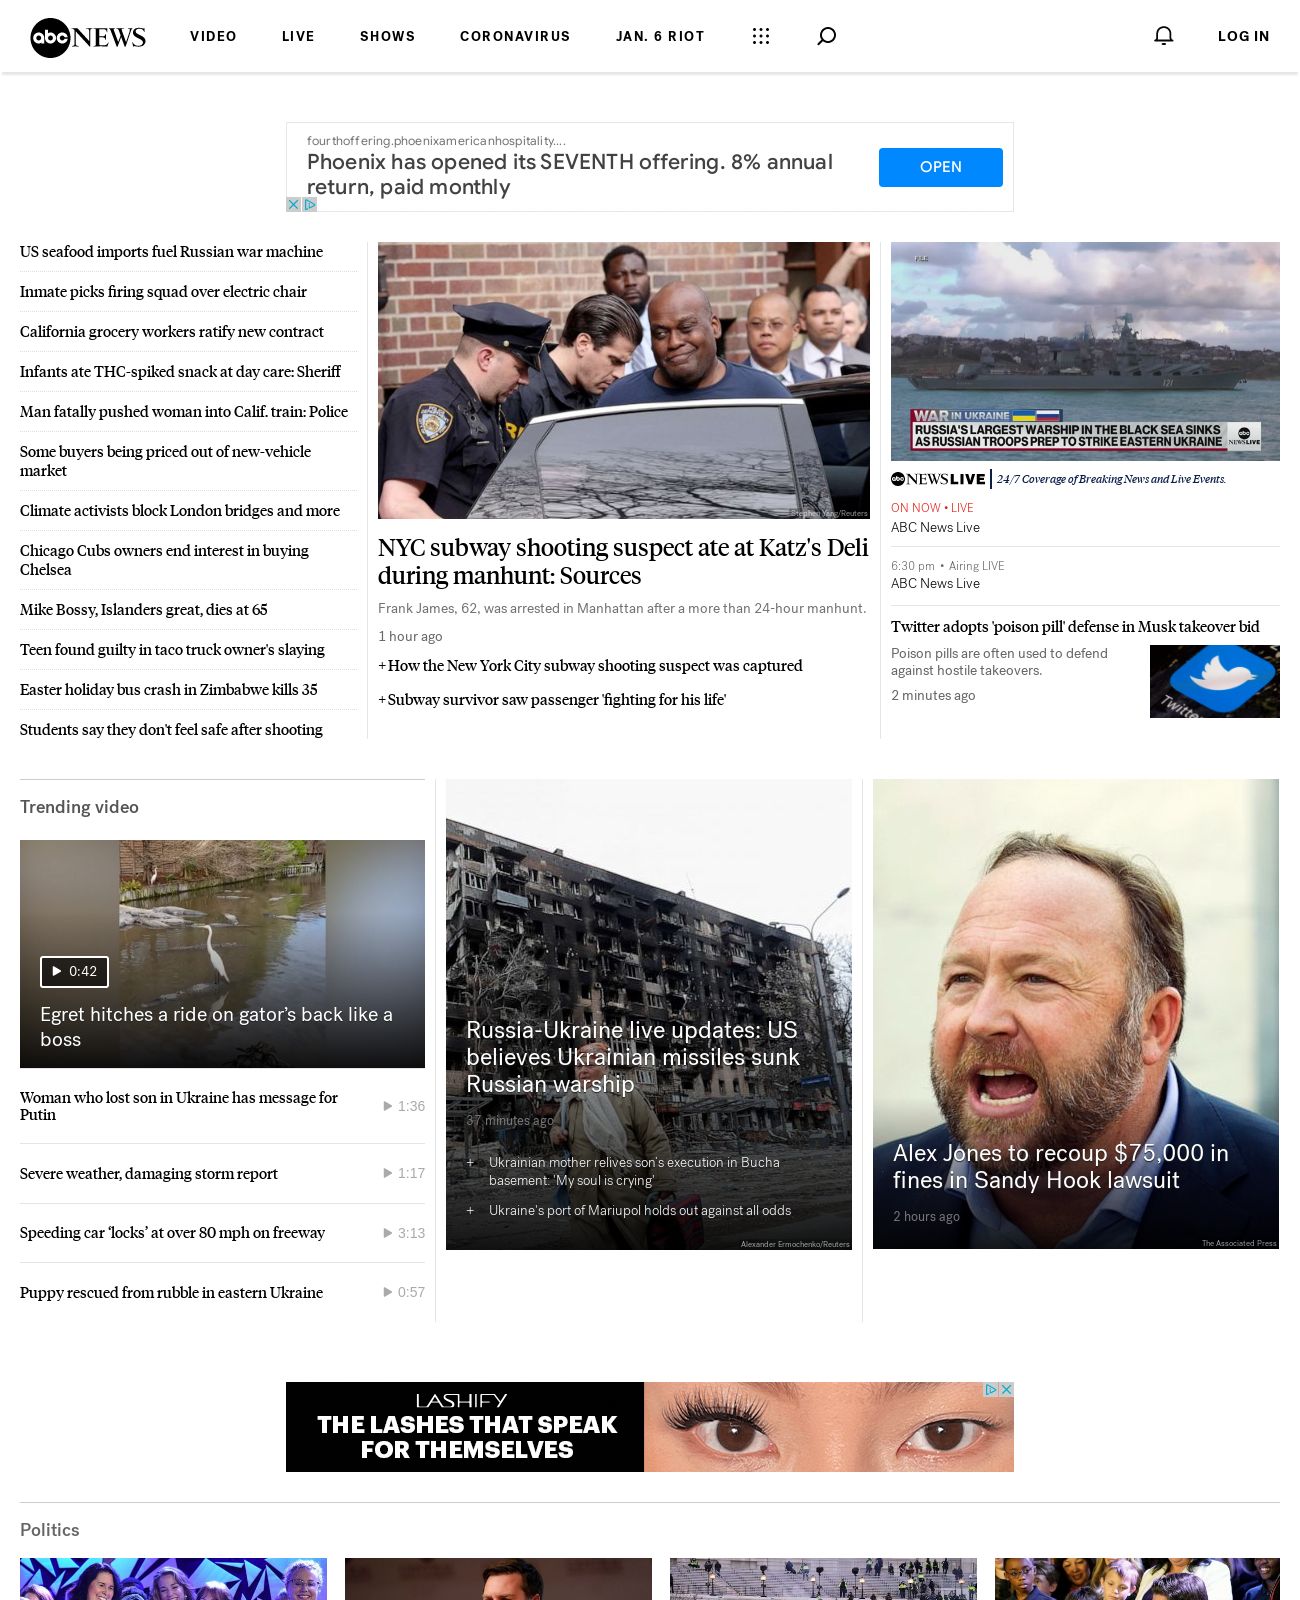 abc NEWS
VIDEO
LIVE
SHOWS
CORONAVIRUS
JAN. 6 RIOT
LOG IN
fourthoffering.phoenixamericanhospitality....
Phoenix has opened its SEVENTH offering. 8% annual
return, paid monthly
OPEN
US seafood imports fuel Russian war machine
Inmate picks firing squad over electric chair
California grocery workers ratify new contract
Infants ate THC-spiked snack at day care: Sheriff
Man fatally pushed woman into Calif. train: Police
Some buyers being priced out of new-vehicle
market
Climate activists block London bridges and more
Chicago Cubs owners end interest in buying
Chelsea
Mike Bossy, Islanders great, dies at 65
Teen found guilty in taco truck owner's slaying
Easter holiday bus crash in Zimbabwe kills 35
Students say they don't feel safe after shooting
Stephen Yang/Reuters
NYC subway shooting suspect ate at Katz's Deli
during manhunt: Sources
Frank James, 62, was arrested in Manhattan after a more than 24-hour manhunt.
1 hour ago
+ How the New York City subway shooting suspect was captured
+ Subway survivor saw passenger 'fighting for his life'
FILE
121
WAR IN UKRAINE
RUSSIA'S LARGEST WARSHIP IN THE BLACK SEA SINKS
AS RUSSIAN TROOPS PREP TO STRIKE EASTERN UKRAINE
abc NEWS LIVE
abc NEWS LIVE 24/7 Coverage of Breaking News and Live Events.
ON NOW • LIVE
ABC News Live
6:30 pm • Airing LIVE
ABC News Live
Twitter adopts 'poison pill' defense in Musk takeover bid
Poison pills are often used to defend
against hostile takeovers.
2 minutes ago
Twitter
Trending video
0:42
Egret hitches a ride on gator’s back like a
boss
Woman who lost son in Ukraine has message for
Putin
1:36
Severe weather, damaging storm report
1:17
Speeding car ‘locks’ at over 80 mph on freeway
3:13
Puppy rescued from rubble in eastern Ukraine
0:57
Russia-Ukraine live updates: US
believes Ukrainian missiles sunk
Russian warship
37 minutes ago
+ Ukrainian mother relives son's execution in Bucha
basement: 'My soul is crying'
+ Ukraine's port of Mariupol holds out against all odds
Alexander Ermochenko/Reuters
Alex Jones to recoup $75,000 in
fines in Sandy Hook lawsuit
2 hours ago
The Associated Press
LASHIFY
THE LASHES THAT SPEAK
FOR THEMSELVES
Politics